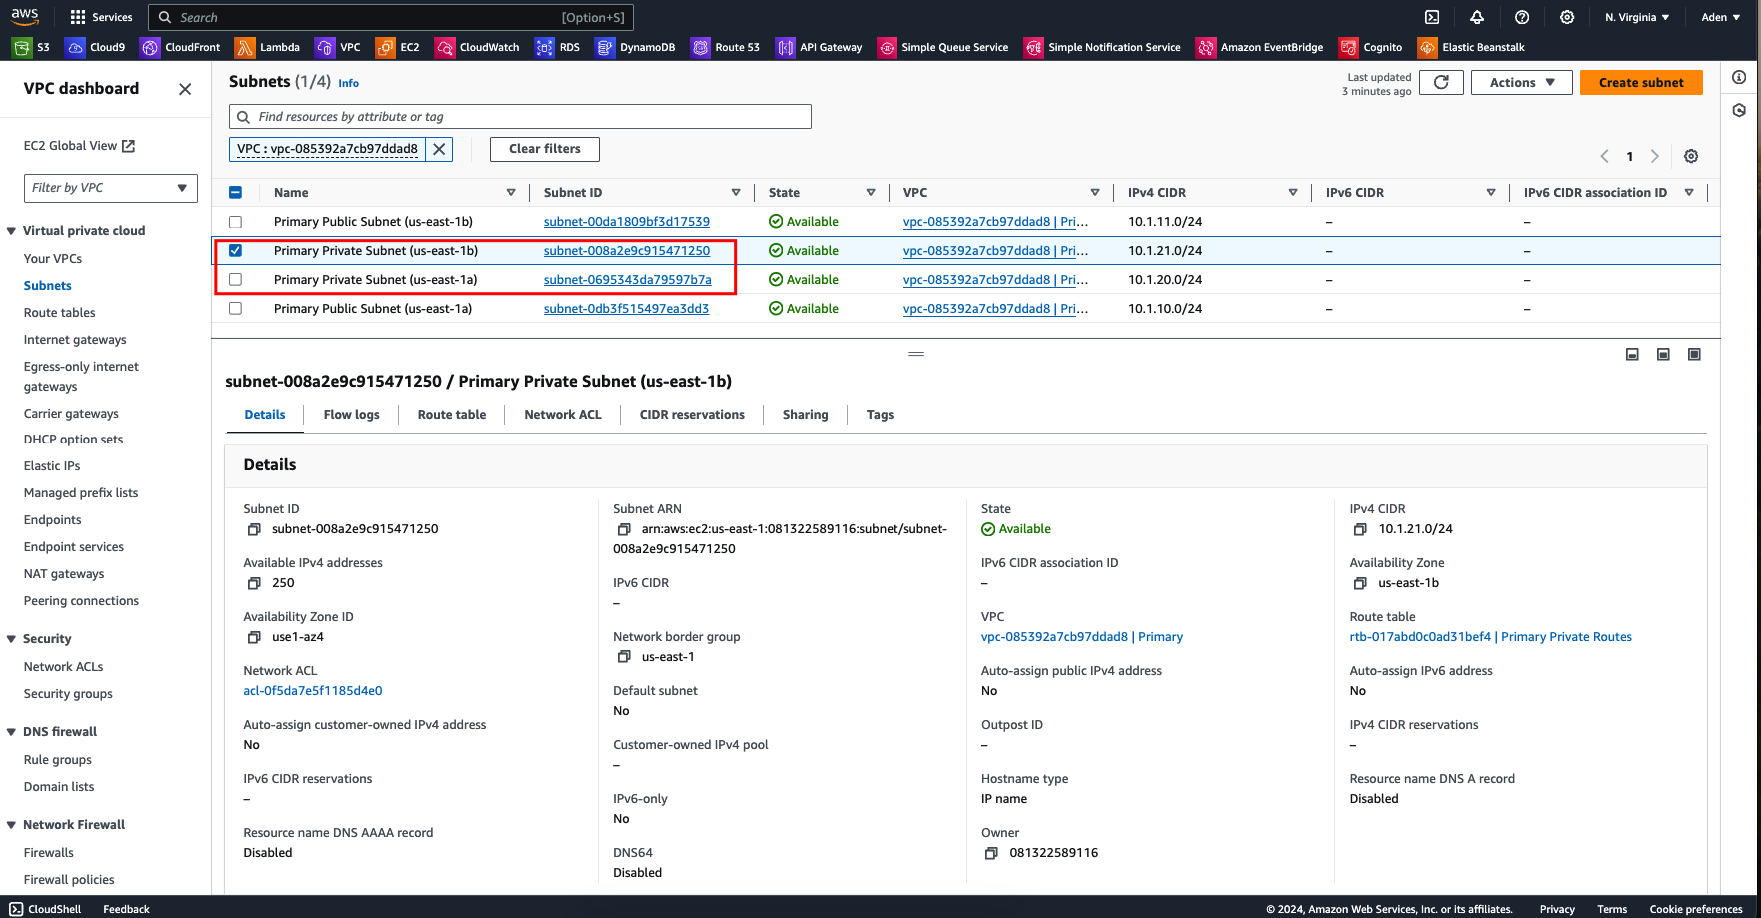 aws Services Search [Option+S] N. Virginia Aden
S3 Cloud9 CloudFront Lambda VPC EC2 CloudWatch RDS DynamoDB Route 53 API Gateway Simple Queue Service Simple Notification Service Amazon EventBridge Cognito Elastic Beanstalk
VPC dashboard
EC2 Global View
Filter by VPC
Virtual private cloud
Your VPCs
Subnets
Route tables
Internet gateways
Egress-only internet
gateways
Carrier gateways
DHCP option sets
Elastic IPs
Managed prefix lists
Endpoints
Endpoint services
NAT gateways
Peering connections
Security
Network ACLs
Security groups
DNS firewall
Rule groups
Domain lists
Network Firewall
Firewalls
Firewall policies
Subnets (1/4) Info
Last updated
3 minutes ago
Actions
Create subnet
Find resources by attribute or tag
VPC : vpc-085392a7cb97ddad8
Clear filters
1
Name Subnet ID State VPC IPv4 CIDR IPv6 CIDR IPv6 CIDR association ID
Primary Public Subnet (us-east-1b) subnet-00da1809bf3d17539 Available vpc-085392a7cb97ddad8 | Pri... 10.1.11.0/24 – –
Primary Private Subnet (us-east-1b) subnet-008a2e9c915471250 Available vpc-085392a7cb97ddad8 | Pri... 10.1.21.0/24 – –
Primary Private Subnet (us-east-1a) subnet-0695343da79597b7a Available vpc-085392a7cb97ddad8 | Pri... 10.1.20.0/24 – –
Primary Public Subnet (us-east-1a) subnet-0db3f515497ea3dd3 Available vpc-085392a7cb97ddad8 | Pri... 10.1.10.0/24 – –
subnet-008a2e9c915471250 / Primary Private Subnet (us-east-1b)
Details Flow logs Route table Network ACL CIDR reservations Sharing Tags
Details
Subnet ID
subnet-008a2e9c915471250
Available IPv4 addresses
250
Availability Zone ID
use1-az4
Network ACL
acl-0f5da7e5f1185d4e0
Auto-assign customer-owned IPv4 address
No
IPv6 CIDR reservations
–
Resource name DNS AAAA record
Disabled
Subnet ARN
arn:aws:ec2:us-east-1:081322589116:subnet/subnet-
008a2e9c915471250
IPv6 CIDR
–
Network border group
us-east-1
Default subnet
No
Customer-owned IPv4 pool
–
IPv6-only
No
DNS64
Disabled
State
Available
IPv6 CIDR association ID
–
VPC
vpc-085392a7cb97ddad8 | Primary
Auto-assign public IPv4 address
No
Outpost ID
–
Hostname type
IP name
Owner
081322589116
IPv4 CIDR
10.1.21.0/24
Availability Zone
us-east-1b
Route table
rtb-017abd0c0ad31bef4 | Primary Private Routes
Auto-assign IPv6 address
No
IPv4 CIDR reservations
–
Resource name DNS A record
Disabled
CloudShell Feedback © 2024, Amazon Web Services, Inc. or its affiliates. Privacy Terms Cookie preferences